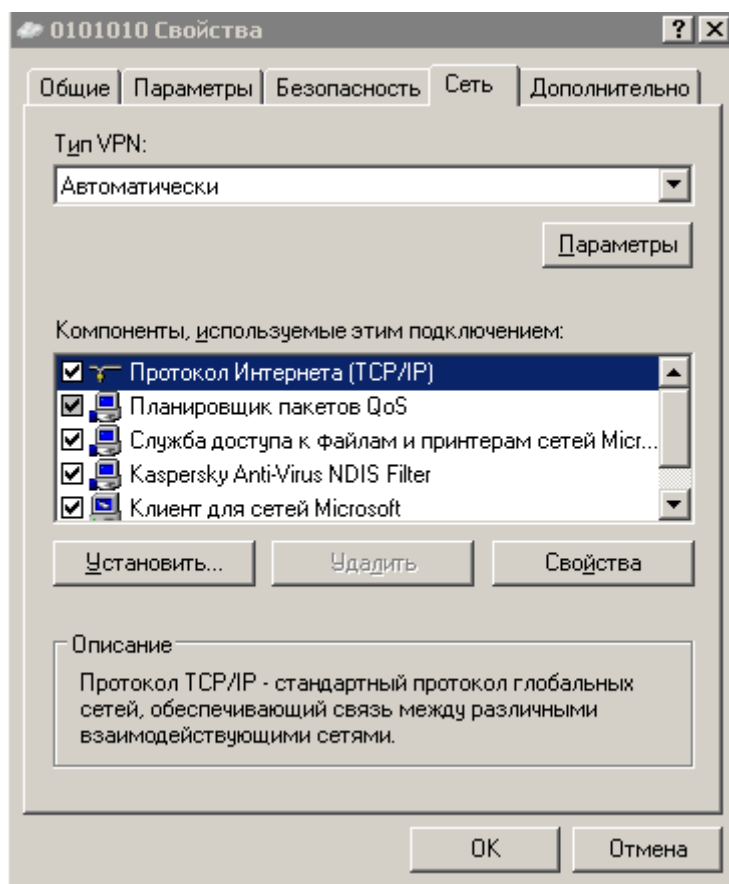 0101010 Свойства
Общие Параметры Безопасность Сеть Дополнительно
Тип VPN:
Автоматически
Параметры
Компоненты, используемые этим подключением:
Протокол Интернета (TCP/IP)
Планировщик пакетов QoS
Служба доступа к файлам и принтерам сетей Micr...
Kaspersky Anti-Virus NDIS Filter
Клиент для сетей Microsoft
Установить... Удалить Свойства
Описание
Протокол TCP/IP - стандартный протокол глобальных
сетей, обеспечивающий связь между различными
взаимодействующими сетями.
OK Отмена